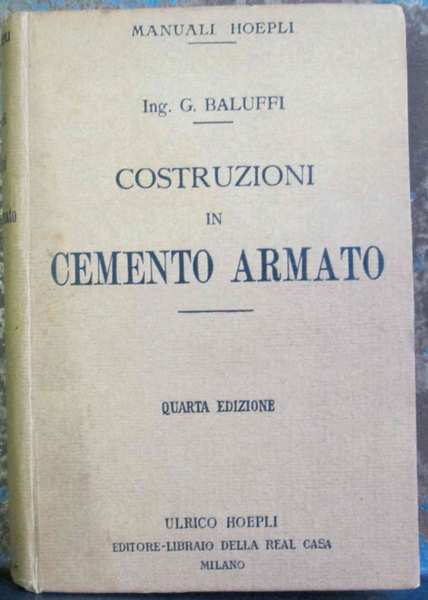 MANUALI HOEPLI
Ing. G. BALUFFI
COSTRUZIONI
IN
CEMENTO ARMATO
QUARTA EDIZIONE
ULRICO HOEPLI
EDITORE-LIBRAIO DELLA REAL CASA
MILANO